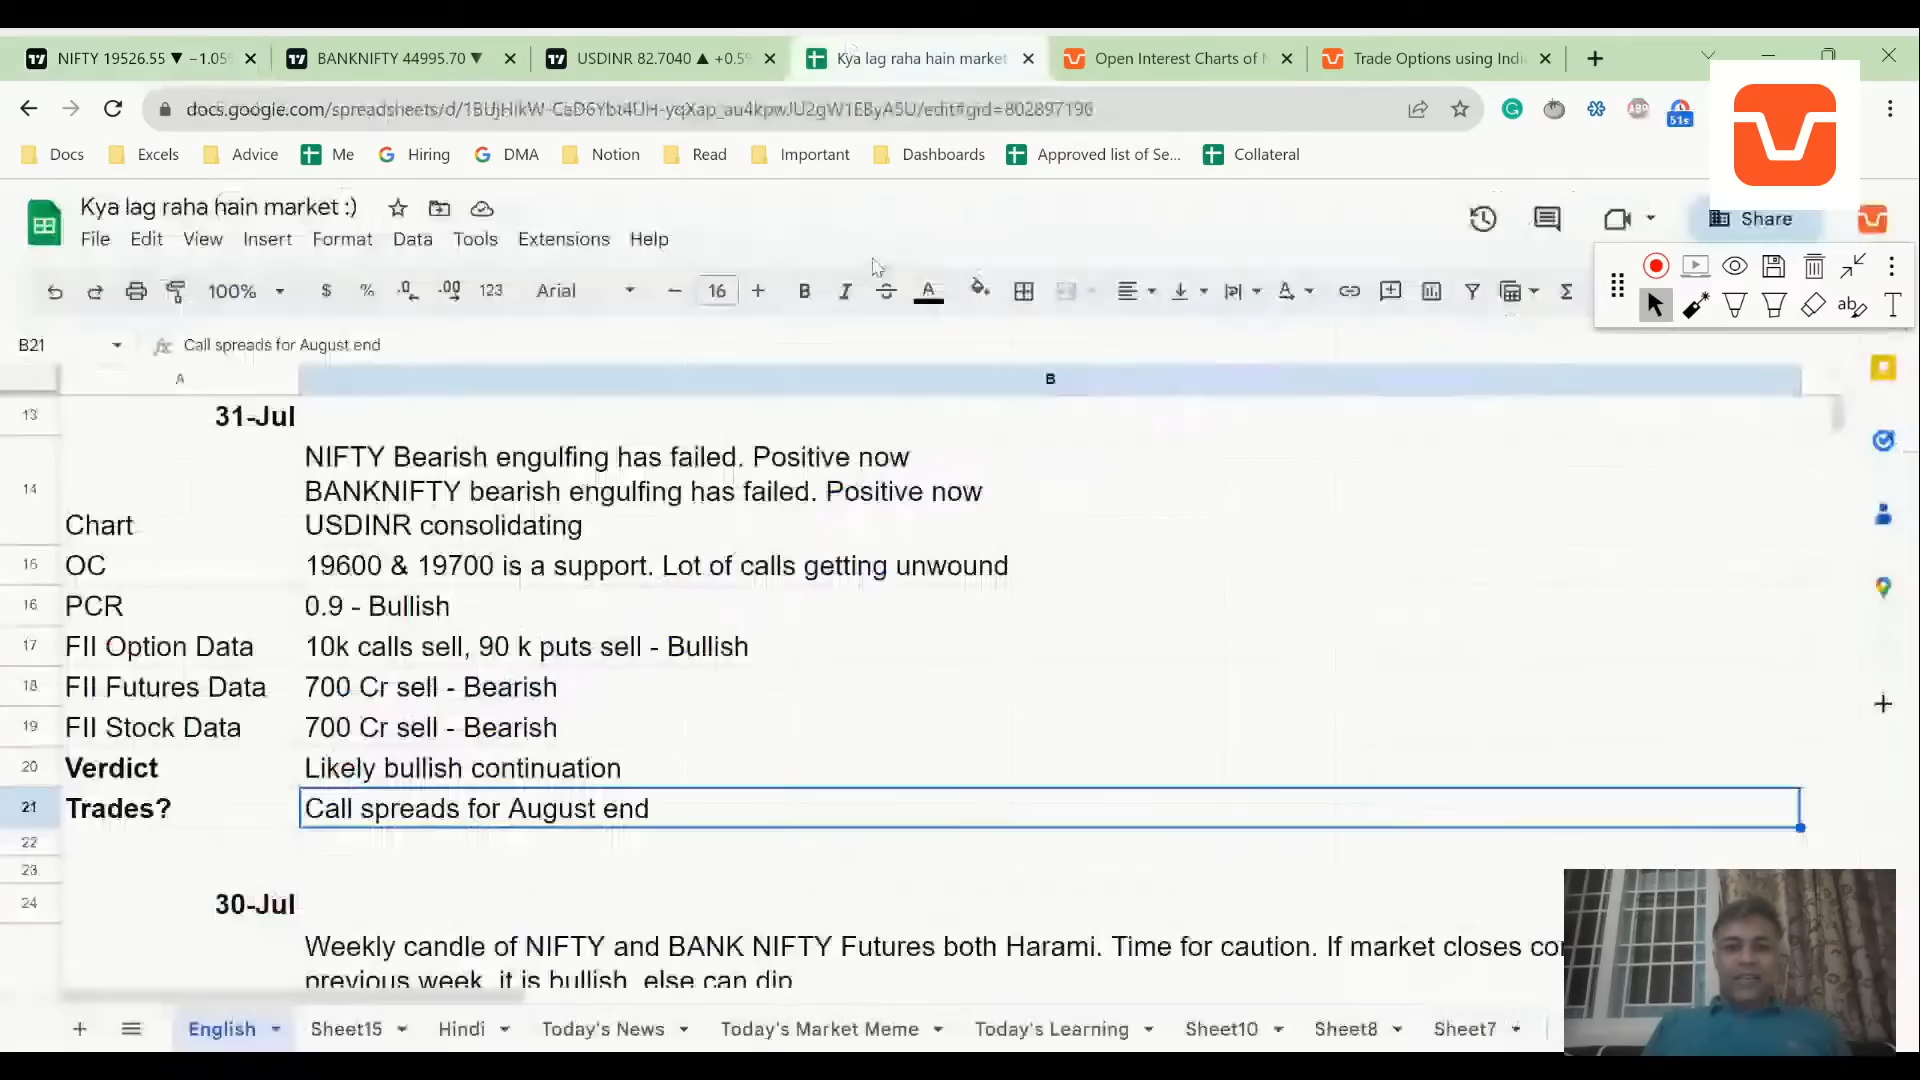 NIFTY 19526.55 ▼ −1.05%
BANKNIFTY 44995.70 ▼
USDINR 82.7040 ▲ +0.5%
Kya lag raha hain market
Open Interest Charts of
Trade Options using Indi
docs.google.com/spreadsheets/d/
/edit#gid=802897196
51s
Docs
Excels
Advice
Me
Hiring
DMA
Notion
Read
Important
Dashboards
Approved list of Se...
Collateral
Kya lag raha hain market :)
File Edit View Insert Format Data Tools Extensions Help
Share
100% $ % .0 .00 123 Arial − 16 + B I S A Σ
T
B21 fx Call spreads for August end
A B
13 31-Jul
NIFTY Bearish engulfing has failed. Positive now
14 BANKNIFTY bearish engulfing has failed. Positive now
Chart USDINR consolidating
16 OC 19600 & 19700 is a support. Lot of calls getting unwound
16 PCR 0.9 - Bullish
17 FII Option Data 10k calls sell, 90 k puts sell - Bullish
18 FII Futures Data 700 Cr sell - Bearish
19 FII Stock Data 700 Cr sell - Bearish
20 Verdict Likely bullish continuation
21 Trades? Call spreads for August end
22
23
24 30-Jul
Weekly candle of NIFTY and BANK NIFTY Futures both Harami. Time for caution. If market closes
previous week, it is bullish, else can dip
English Sheet15 Hindi Today's News Today's Market Meme Today's Learning Sheet10 Sheet8 Sheet7